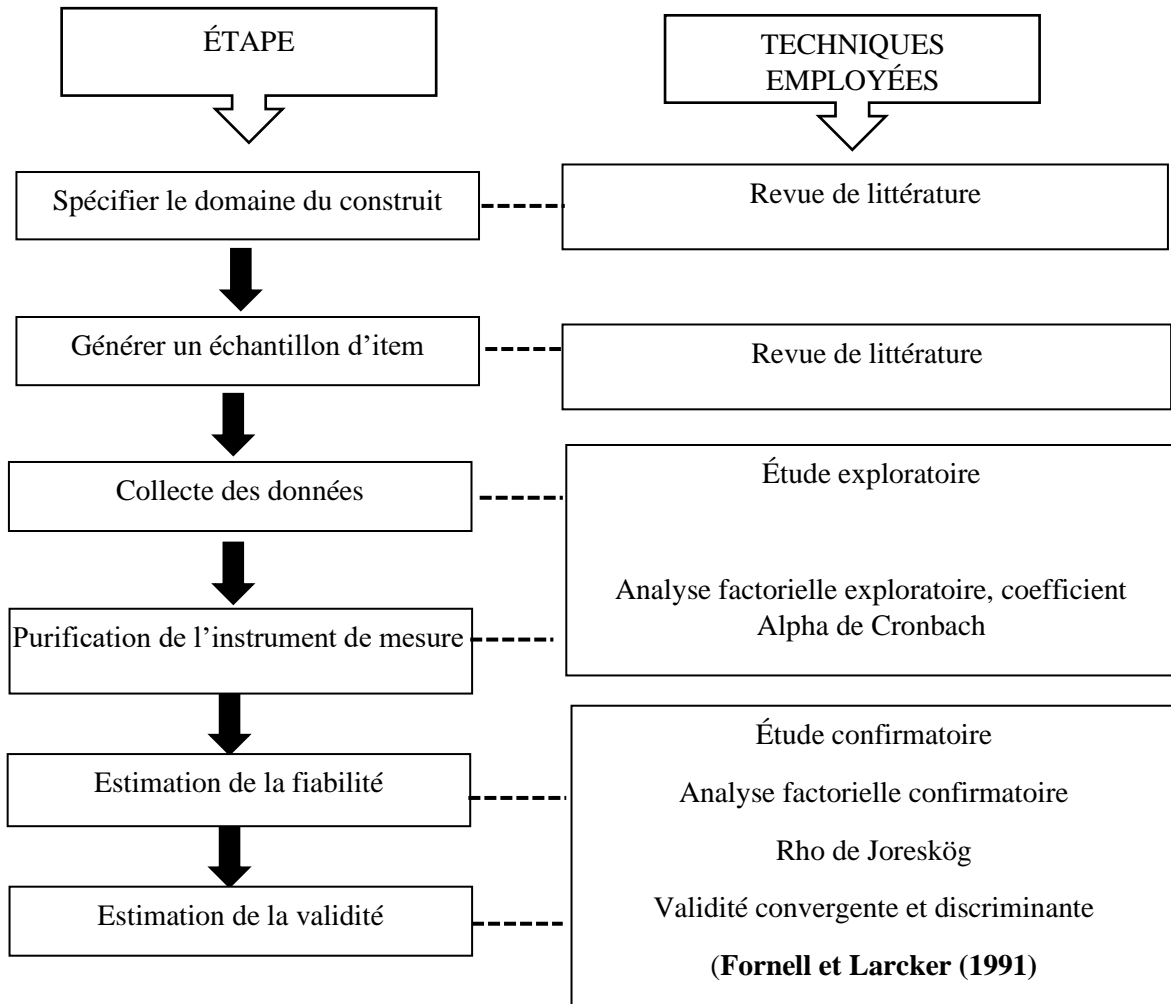 ÉTAPE
TECHNIQUES
EMPLOYÉES
Spécifier le domaine du construit
Revue de littérature
Générer un échantillon d’item
Revue de littérature
Collecte des données
Étude exploratoire
Purification de l’instrument de mesure
Analyse factorielle exploratoire, coefficient
Alpha de Cronbach
Estimation de la fiabilité
Étude confirmatoire
Analyse factorielle confirmatoire
Rho de Joreskög
Estimation de la validité
Validité convergente et discriminante
(Fornell et Larcker (1991)